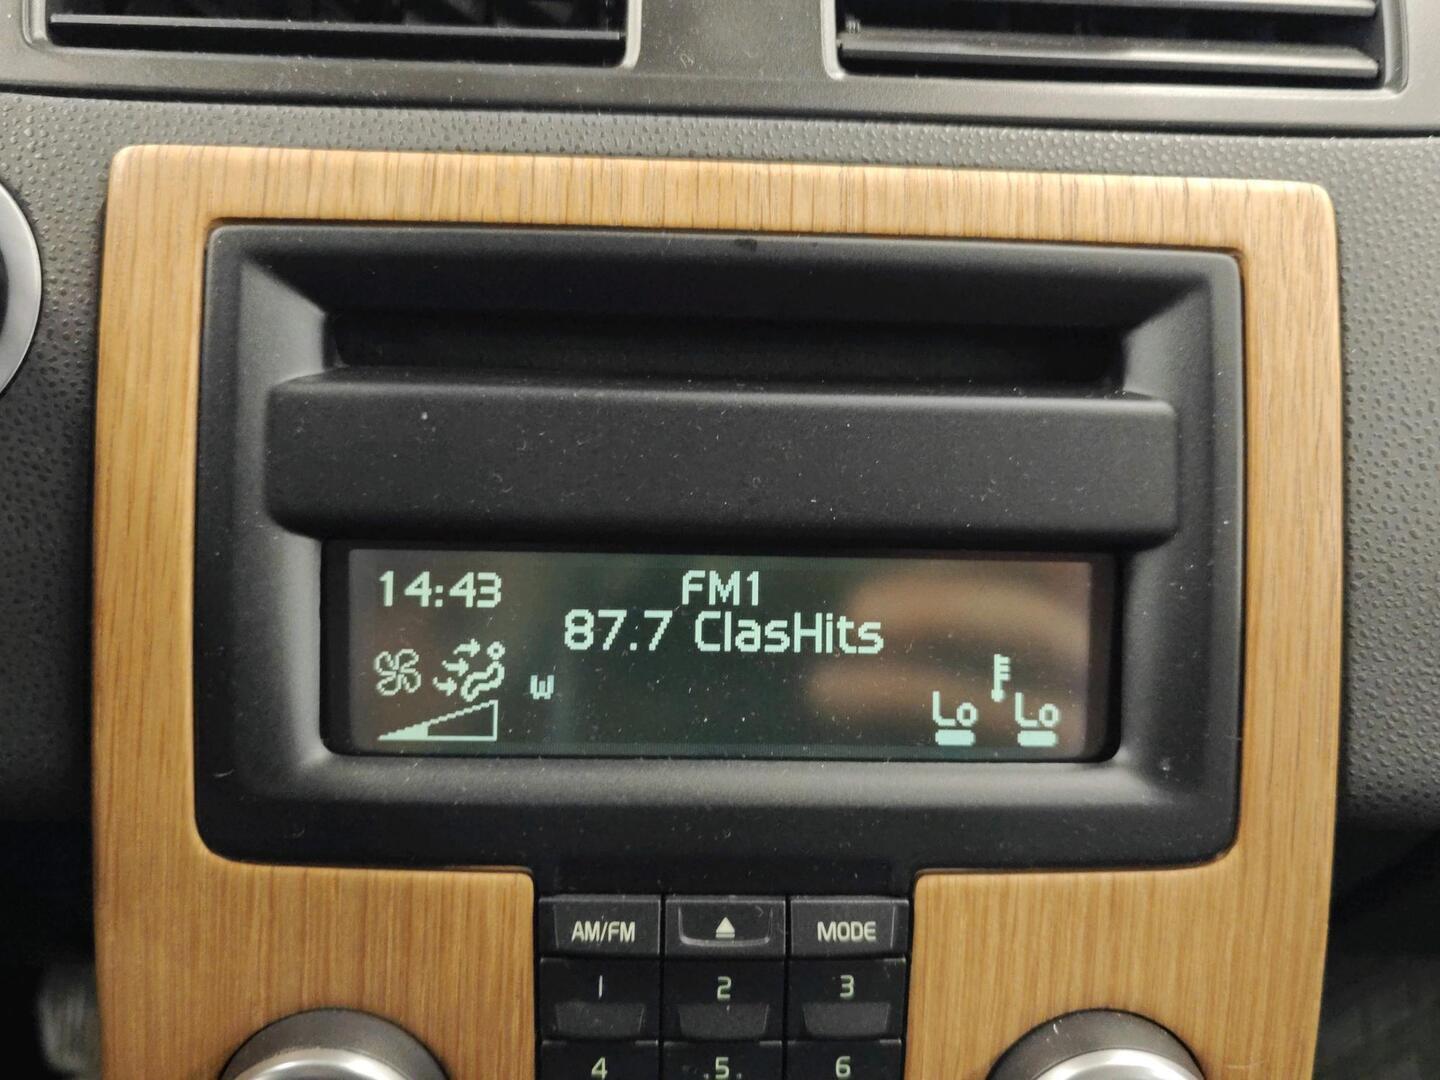 14:43 FM1
87.7 ClasHits
W
Lo Lo
AM/FM MODE
1 2 3
4 .5. 6